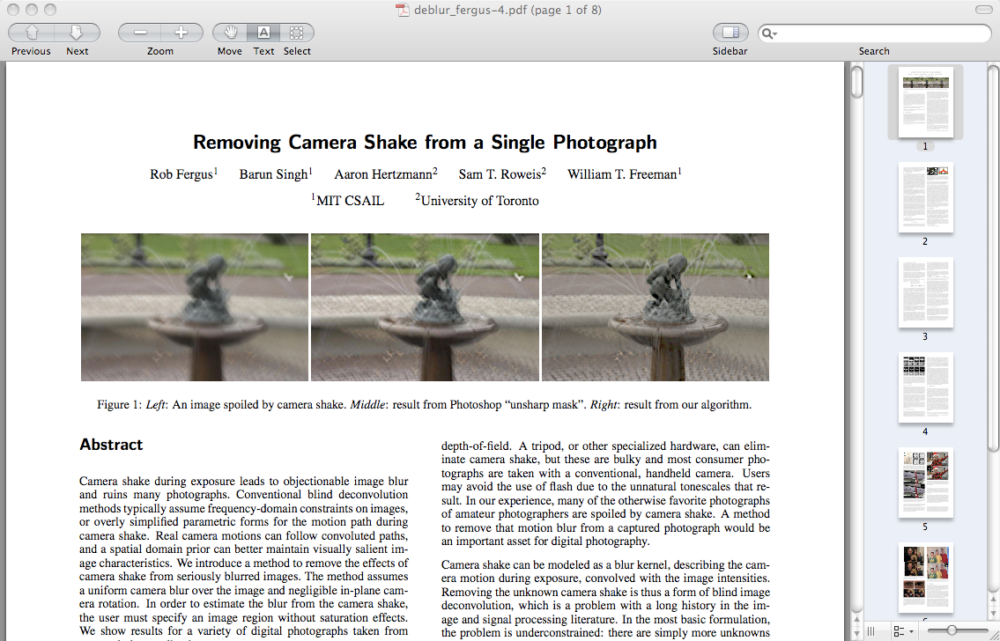 deblur_fergus-4.pdf (page 1 of 8)
Previous Next Zoom Move Text Select Sidebar Search
Removing Camera Shake from a Single Photograph
Rob Fergus1 Barun Singh1 Aaron Hertzmann2 Sam T. Roweis2 William T. Freeman1
1MIT CSAIL 2University of Toronto
Figure 1: Left: An image spoiled by camera shake. Middle: result from Photoshop “unsharp mask”. Right: result from our algorithm.
Abstract
Camera shake during exposure leads to objectionable image blur
and ruins many photographs. Conventional blind deconvolution
methods typically assume frequency-domain constraints on images,
or overly simplified parametric forms for the motion path during
camera shake. Real camera motions can follow convoluted paths,
and a spatial domain prior can better maintain visually salient im-
age characteristics. We introduce a method to remove the effects of
camera shake from seriously blurred images. The method assumes
a uniform camera blur over the image and negligible in-plane cam-
era rotation. In order to estimate the blur from the camera shake,
the user must specify an image region without saturation effects.
We show results for a variety of digital photographs taken from
depth-of-field. A tripod, or other specialized hardware, can elim-
inate camera shake, but these are bulky and most consumer pho-
tographs are taken with a conventional, handheld camera. Users
may avoid the use of flash due to the unnatural tonescales that re-
sult. In our experience, many of the otherwise favorite photographs
of amateur photographers are spoiled by camera shake. A method
to remove that motion blur from a captured photograph would be
an important asset for digital photography.
Camera shake can be modeled as a blur kernel, describing the cam-
era motion during exposure, convolved with the image intensities.
Removing the unknown camera shake is thus a form of blind image
deconvolution, which is a problem with a long history in the im-
age and signal processing literature. In the most basic formulation,
the problem is underconstrained: there are simply more unknowns
1
2
3
4
5